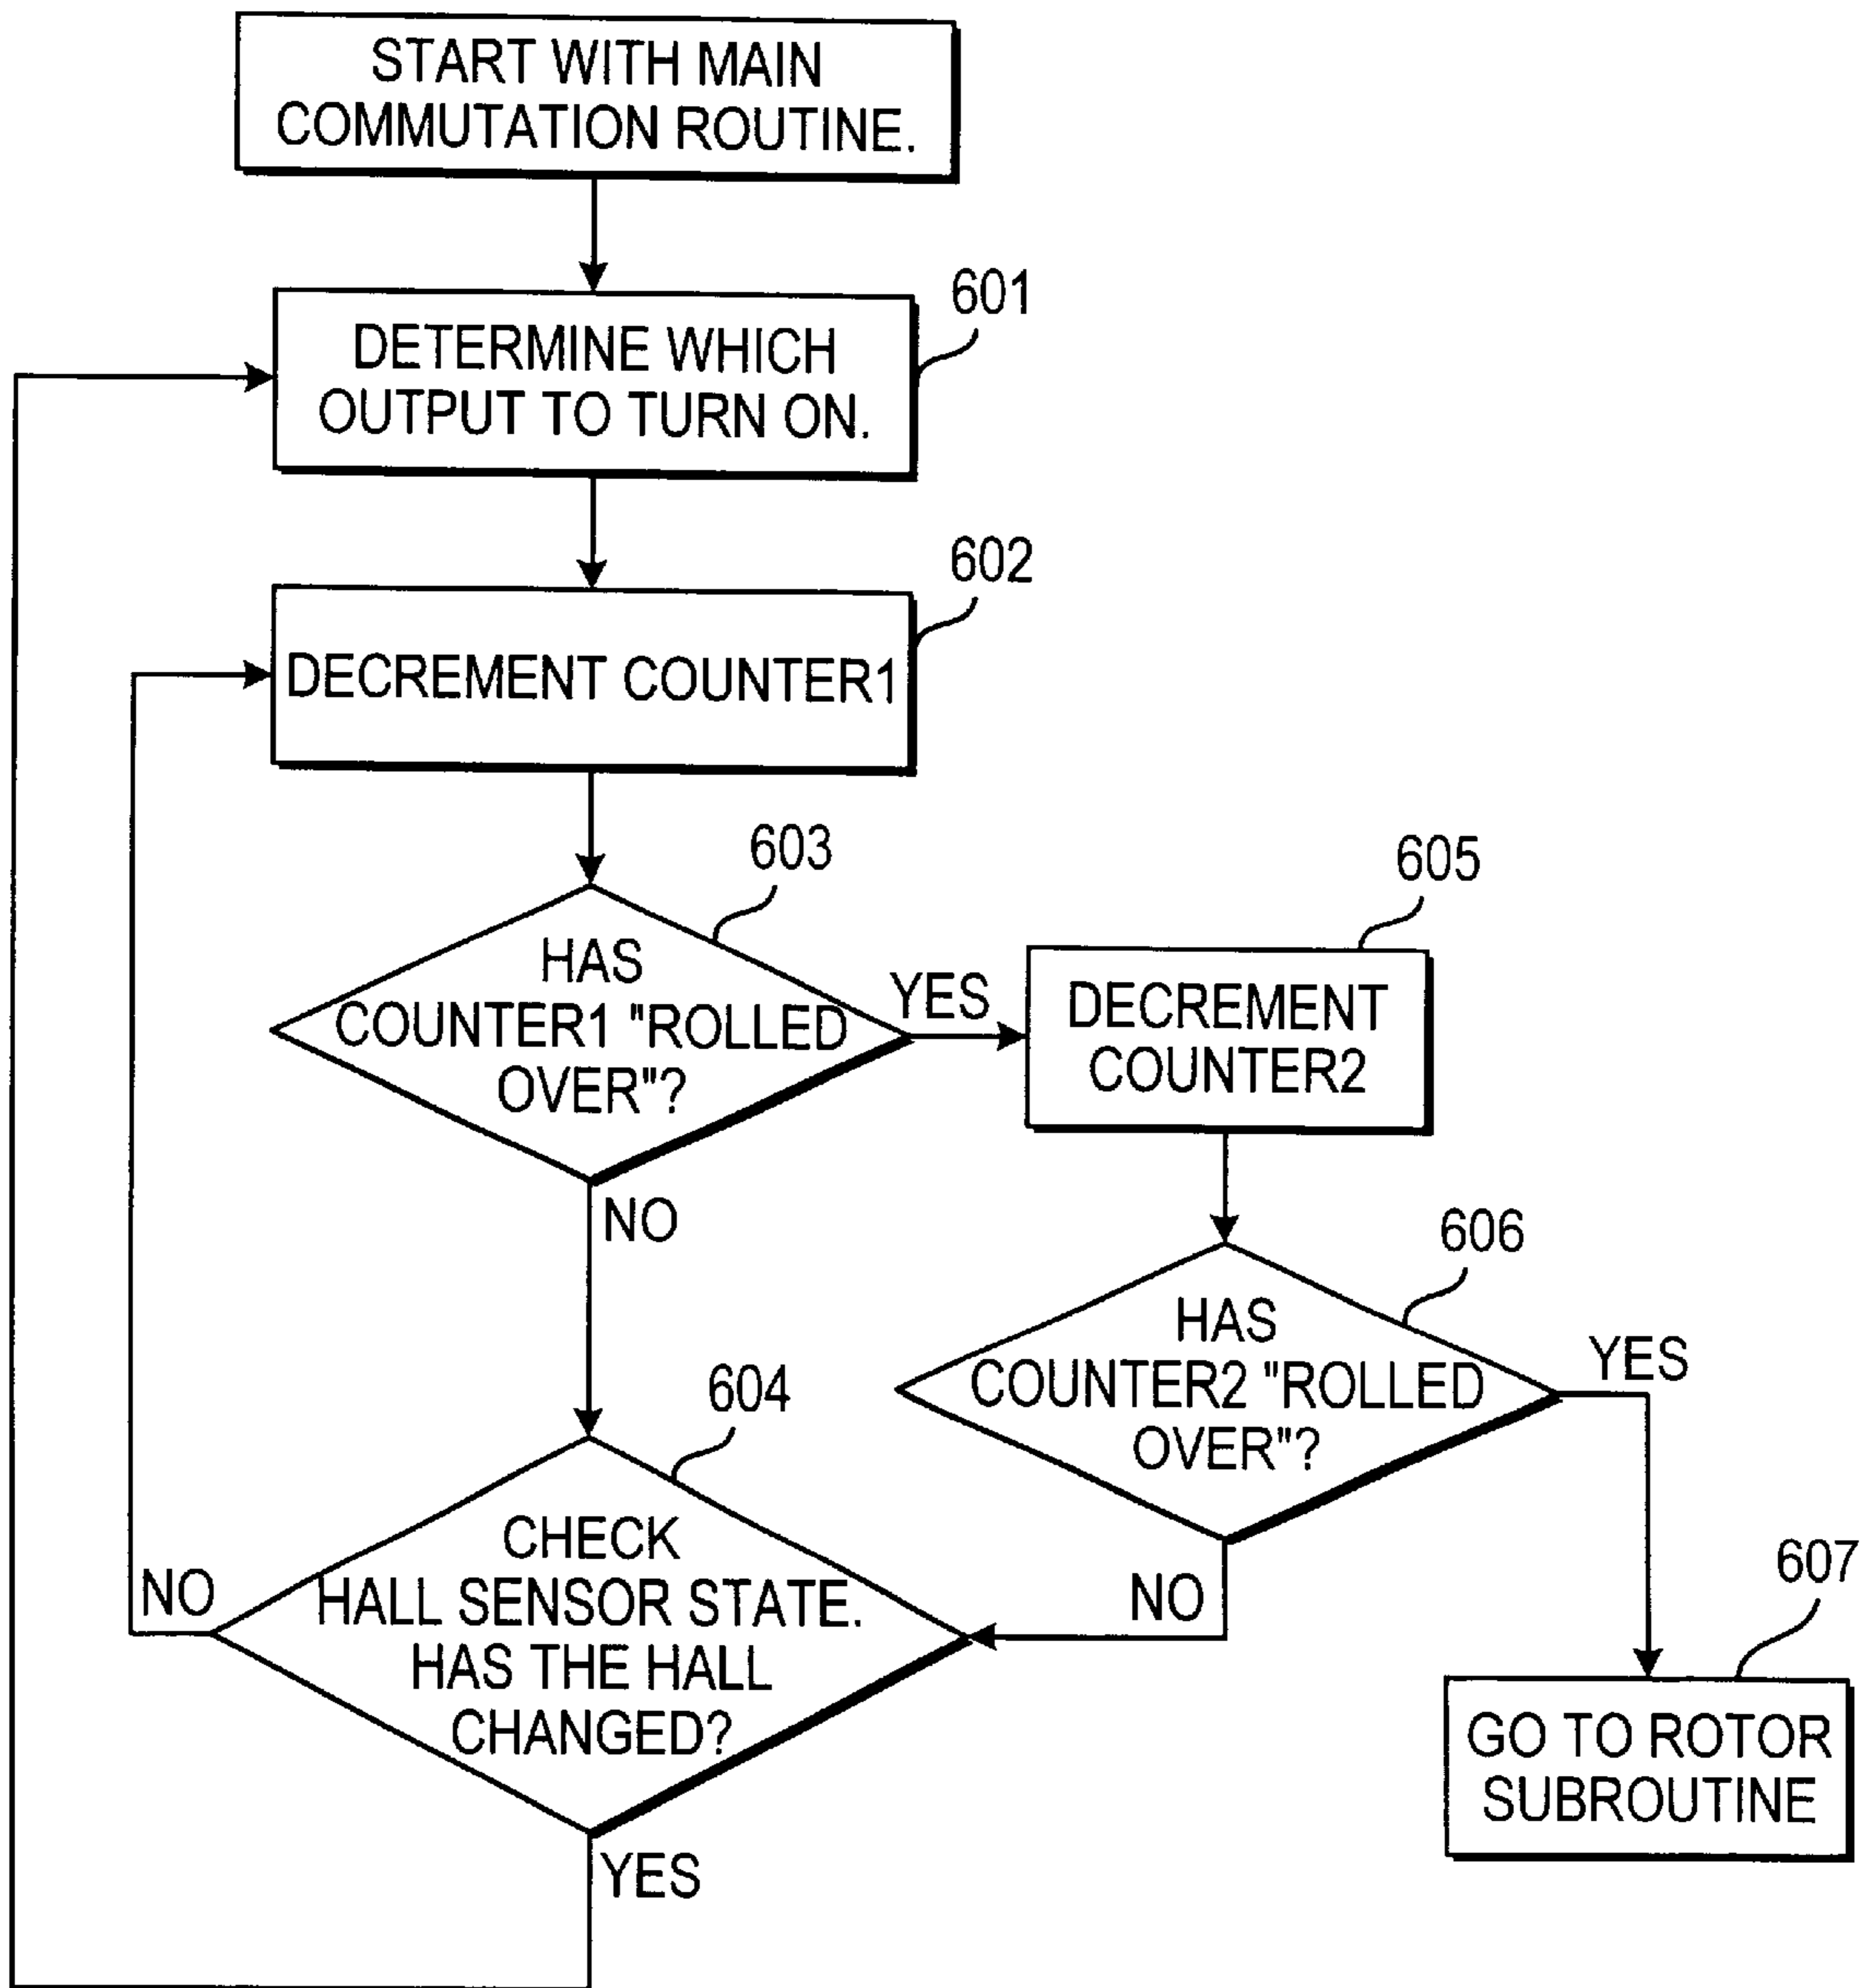 START WITH MAIN
COMMUTATION ROUTINE.
601
DETERMINE WHICH
OUTPUT TO TURN ON.
602
DECREMENT COUNTER1
603
HAS
COUNTER1 "ROLLED
OVER"?
YES
NO
605
DECREMENT
COUNTER2
606
HAS
COUNTER2 "ROLLED
OVER"?
YES
NO
604
CHECK
HALL SENSOR STATE.
HAS THE HALL
CHANGED?
NO
YES
607
GO TO ROTOR
SUBROUTINE